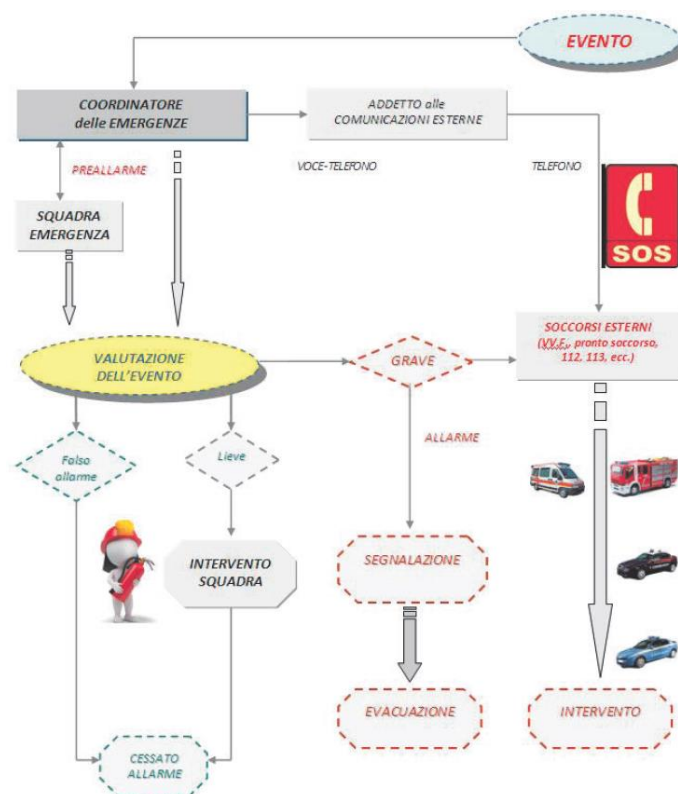 EVENTO
COORDINATORE
delle EMERGENZE
ADDETTO alle
COMUNICAZIONI ESTERNE
PREALLARME
VOCE-TELEFONO
TELEFONO
SQUADRA
EMERGENZA
SOS
VALUTAZIONE
DELL'EVENTO
GRAVE
SOCCORSI ESTERNI
(VV.F., pronto soccorso,
112, 113, ecc.)
Falso
allarme
Lieve
ALLARME
INTERVENTO
SQUADRA
SEGNALAZIONE
EVACUAZIONE
INTERVENTO
CESSATO
ALLARME